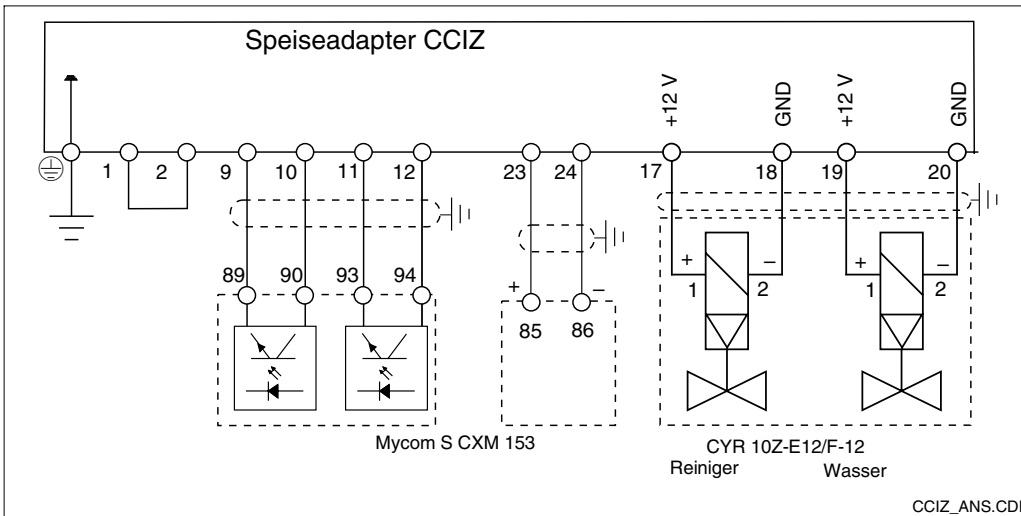 Speiseadapter CCIZ
+12 V GND +12 V GND
1 2 9 10 11 12 23 24 17 18 19 20
89 90 93 94
+ –
85 86
+ – + –
1 2 1 2
Mycom S CXM 153
CYR 10Z-E12/F-12
Reiniger Wasser
CCIZ_ANS.CD